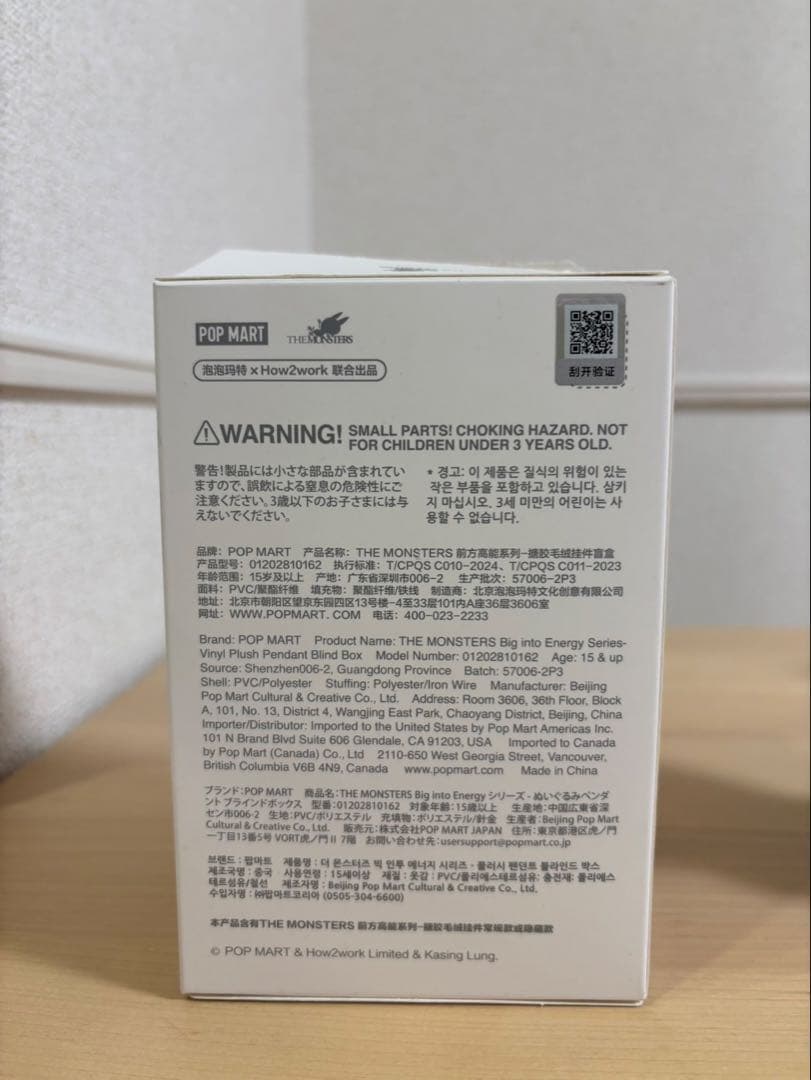 POP MART THE MONSTERS
泡泡玛特 × How2work 联合出品
刮开验证
⚠WARNING! SMALL PARTS! CHOKING HAZARD. NOT
FOR CHILDREN UNDER 3 YEARS OLD.
警告!製品には小さな部品が含まれてい
ますので、誤飲による窒息の危険性にご
注意ください。3歳以下のお子さまには与
えないでください。
* 경고: 이 제품은 질식의 위험이 있는
작은 부품을 포함하고 있습니다. 삼키
지 마십시오. 3세 미만의 어린이는 사
용할 수 없습니다.
品牌：POP MART 产品名称：THE MONSTERS 前方高能系列-搪胶毛绒挂件盲盒
产品型号：01202810162 执行标准：T/CPQS C010-2024、T/CPQS C011-2023
年龄范围：15岁及以上 产地：广东省深圳市006-2 生产批次：57006-2P3
面料：PVC/聚酯纤维 填充物：聚酯纤维/铁线 制造商：北京泡泡玛特文化创意有限公司
地址：北京市朝阳区望京东园四区13号楼-4至33层101内A座36层3606室
网址：WWW.POPMART.COM 电话：400-023-2233
Brand: POP MART Product Name: THE MONSTERS Big into Energy Series-
Vinyl Plush Pendant Blind Box Model Number: 01202810162 Age: 15 & up
Source: Shenzhen006-2, Guangdong Province Batch: 57006-2P3
Shell: PVC/Polyester Stuffing: Polyester/Iron Wire Manufacturer: Beijing
Pop Mart Cultural & Creative Co., Ltd. Address: Room 3606, 36th Floor, Block
A, 101, No. 13, District 4, Wangjing East Park, Chaoyang District, Beijing, China
Importer/Distributor: Imported to the United States by Pop Mart Americas Inc.
101 N Brand Blvd Suite 606 Glendale, CA 91203, USA Imported to Canada
by Pop Mart (Canada) Co., Ltd 2110-650 West Georgia Street, Vancouver,
British Columbia V6B 4N9, Canada www.popmart.com Made in China
ブランド：POP MART 商品名：THE MONSTERS Big into Energy シリーズ - ぬいぐるみペンダ
ント ブラインドボックス 型番：01202810162 対象年齢：15歳以上 生産地：中国広東省深
セン市006-2 生地：PVC/ポリエステル 充填物：ポリエステル/針金 生産者：Beijing Pop Mart
Cultural & Creative Co., Ltd. 販売元：株式会社POP MART JAPAN 住所：東京都港区虎ノ門
一丁目13番5号 VORT虎ノ門 II 7階 お問い合わせ先：usersupport@popmart.co.jp
브랜드 : 팝마트 제품명 : 더 몬스터즈 빅 인투 에너지 시리즈 - 플러시 펜던트 블라인드 박스
제조국명 : 중국 사용연령 : 15세이상 재질 : 옷감 : PVC/폴리에스테르섬유; 충전재: 폴리에스
테르섬유/철선 제조자명 : Beijing Pop Mart Cultural & Creative Co., Ltd.
수입자명 : ㈜팝마트코리아 (0505-304-6600)
本产品含有THE MONSTERS 前方高能系列-搪胶毛绒挂件常规款或隐藏款
© POP MART & How2work Limited & Kasing Lung.